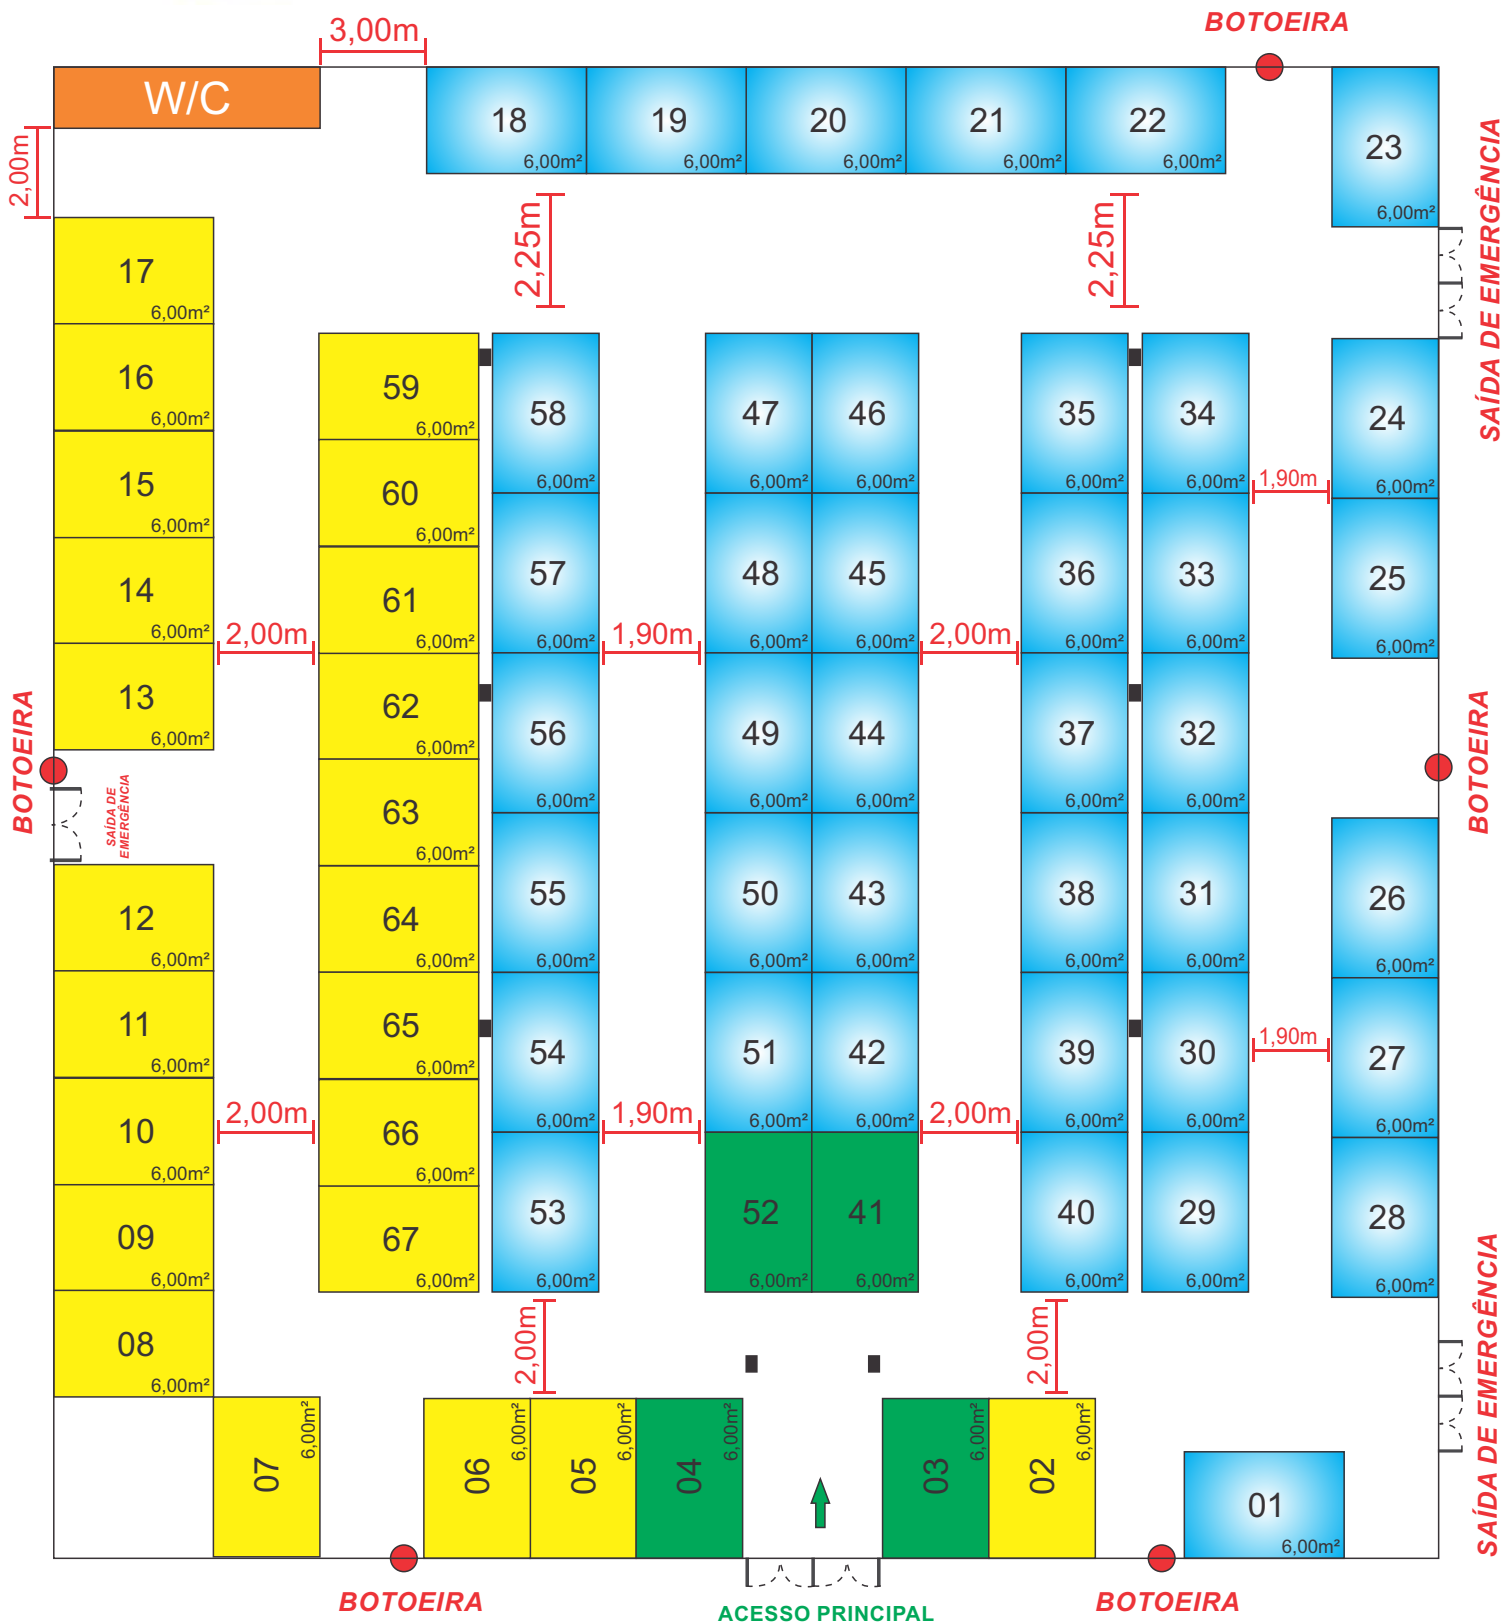 3,00m
BOTOEIRA
W/C
2,00m
18
6,00m²
19
6,00m²
20
6,00m²
21
6,00m²
22
6,00m²
23
6,00m²
SAÍDA DE EMERGÊNCIA
2,25m
2,25m
17
6,00m²
16
6,00m²
15
6,00m²
14
6,00m²
13
6,00m²
59
6,00m²
60
6,00m²
61
6,00m²
62
6,00m²
63
6,00m²
64
6,00m²
65
6,00m²
66
6,00m²
67
6,00m²
58
6,00m²
57
6,00m²
56
6,00m²
55
6,00m²
54
6,00m²
53
6,00m²
47
6,00m²
48
6,00m²
49
6,00m²
50
6,00m²
51
6,00m²
52
6,00m²
46
6,00m²
45
6,00m²
44
6,00m²
43
6,00m²
42
6,00m²
41
6,00m²
35
6,00m²
36
6,00m²
37
6,00m²
38
6,00m²
39
6,00m²
40
6,00m²
34
6,00m²
33
6,00m²
32
6,00m²
31
6,00m²
30
6,00m²
29
6,00m²
24
6,00m²
25
6,00m²
26
6,00m²
27
6,00m²
28
6,00m²
1,90m
2,00m
1,90m
2,00m
BOTOEIRA
SAÍDA DE
EMERGÊNCIA
BOTOEIRA
12
6,00m²
11
6,00m²
10
6,00m²
09
6,00m²
08
6,00m²
1,90m
2,00m
1,90m
2,00m
2,00m
2,00m
SAÍDA DE EMERGÊNCIA
07
6,00m²
06
6,00m²
05
6,00m²
04
6,00m²
03
6,00m²
02
6,00m²
01
6,00m²
BOTOEIRA
ACESSO PRINCIPAL
BOTOEIRA